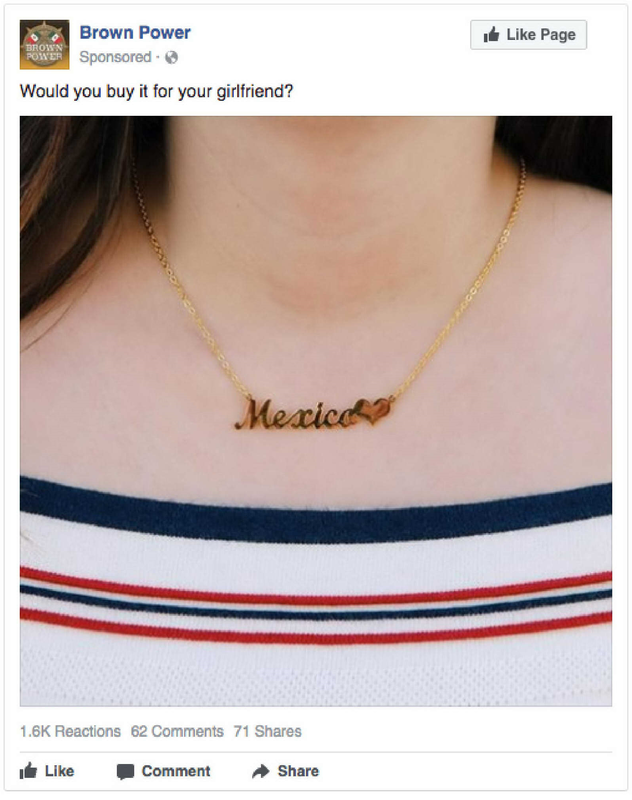 BROWN
POWER
Brown Power
Like Page
Sponsored ·
Would you buy it for your girlfriend?
Mexico
1.6K Reactions 62 Comments 71 Shares
Like Comment Share